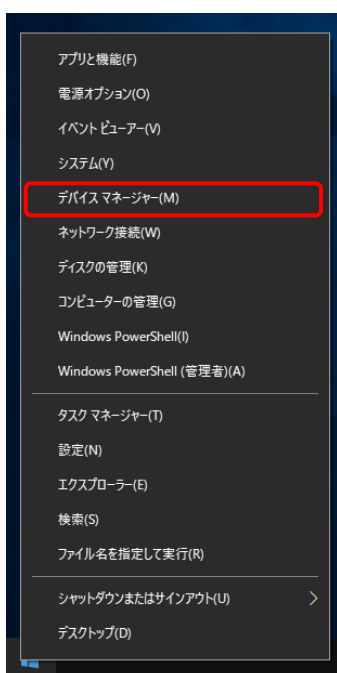 アプリと機能(F)
電源オプション(O)
イベント ビューアー(V)
システム(Y)
デバイス マネージャー(M)
ネットワーク接続(W)
ディスクの管理(K)
コンピューターの管理(G)
Windows PowerShell(I)
Windows PowerShell (管理者)(A)
タスク マネージャー(T)
設定(N)
エクスプローラー(E)
検索(S)
ファイル名を指定して実行(R)
シャットダウンまたはサインアウト(U)
デスクトップ(D)